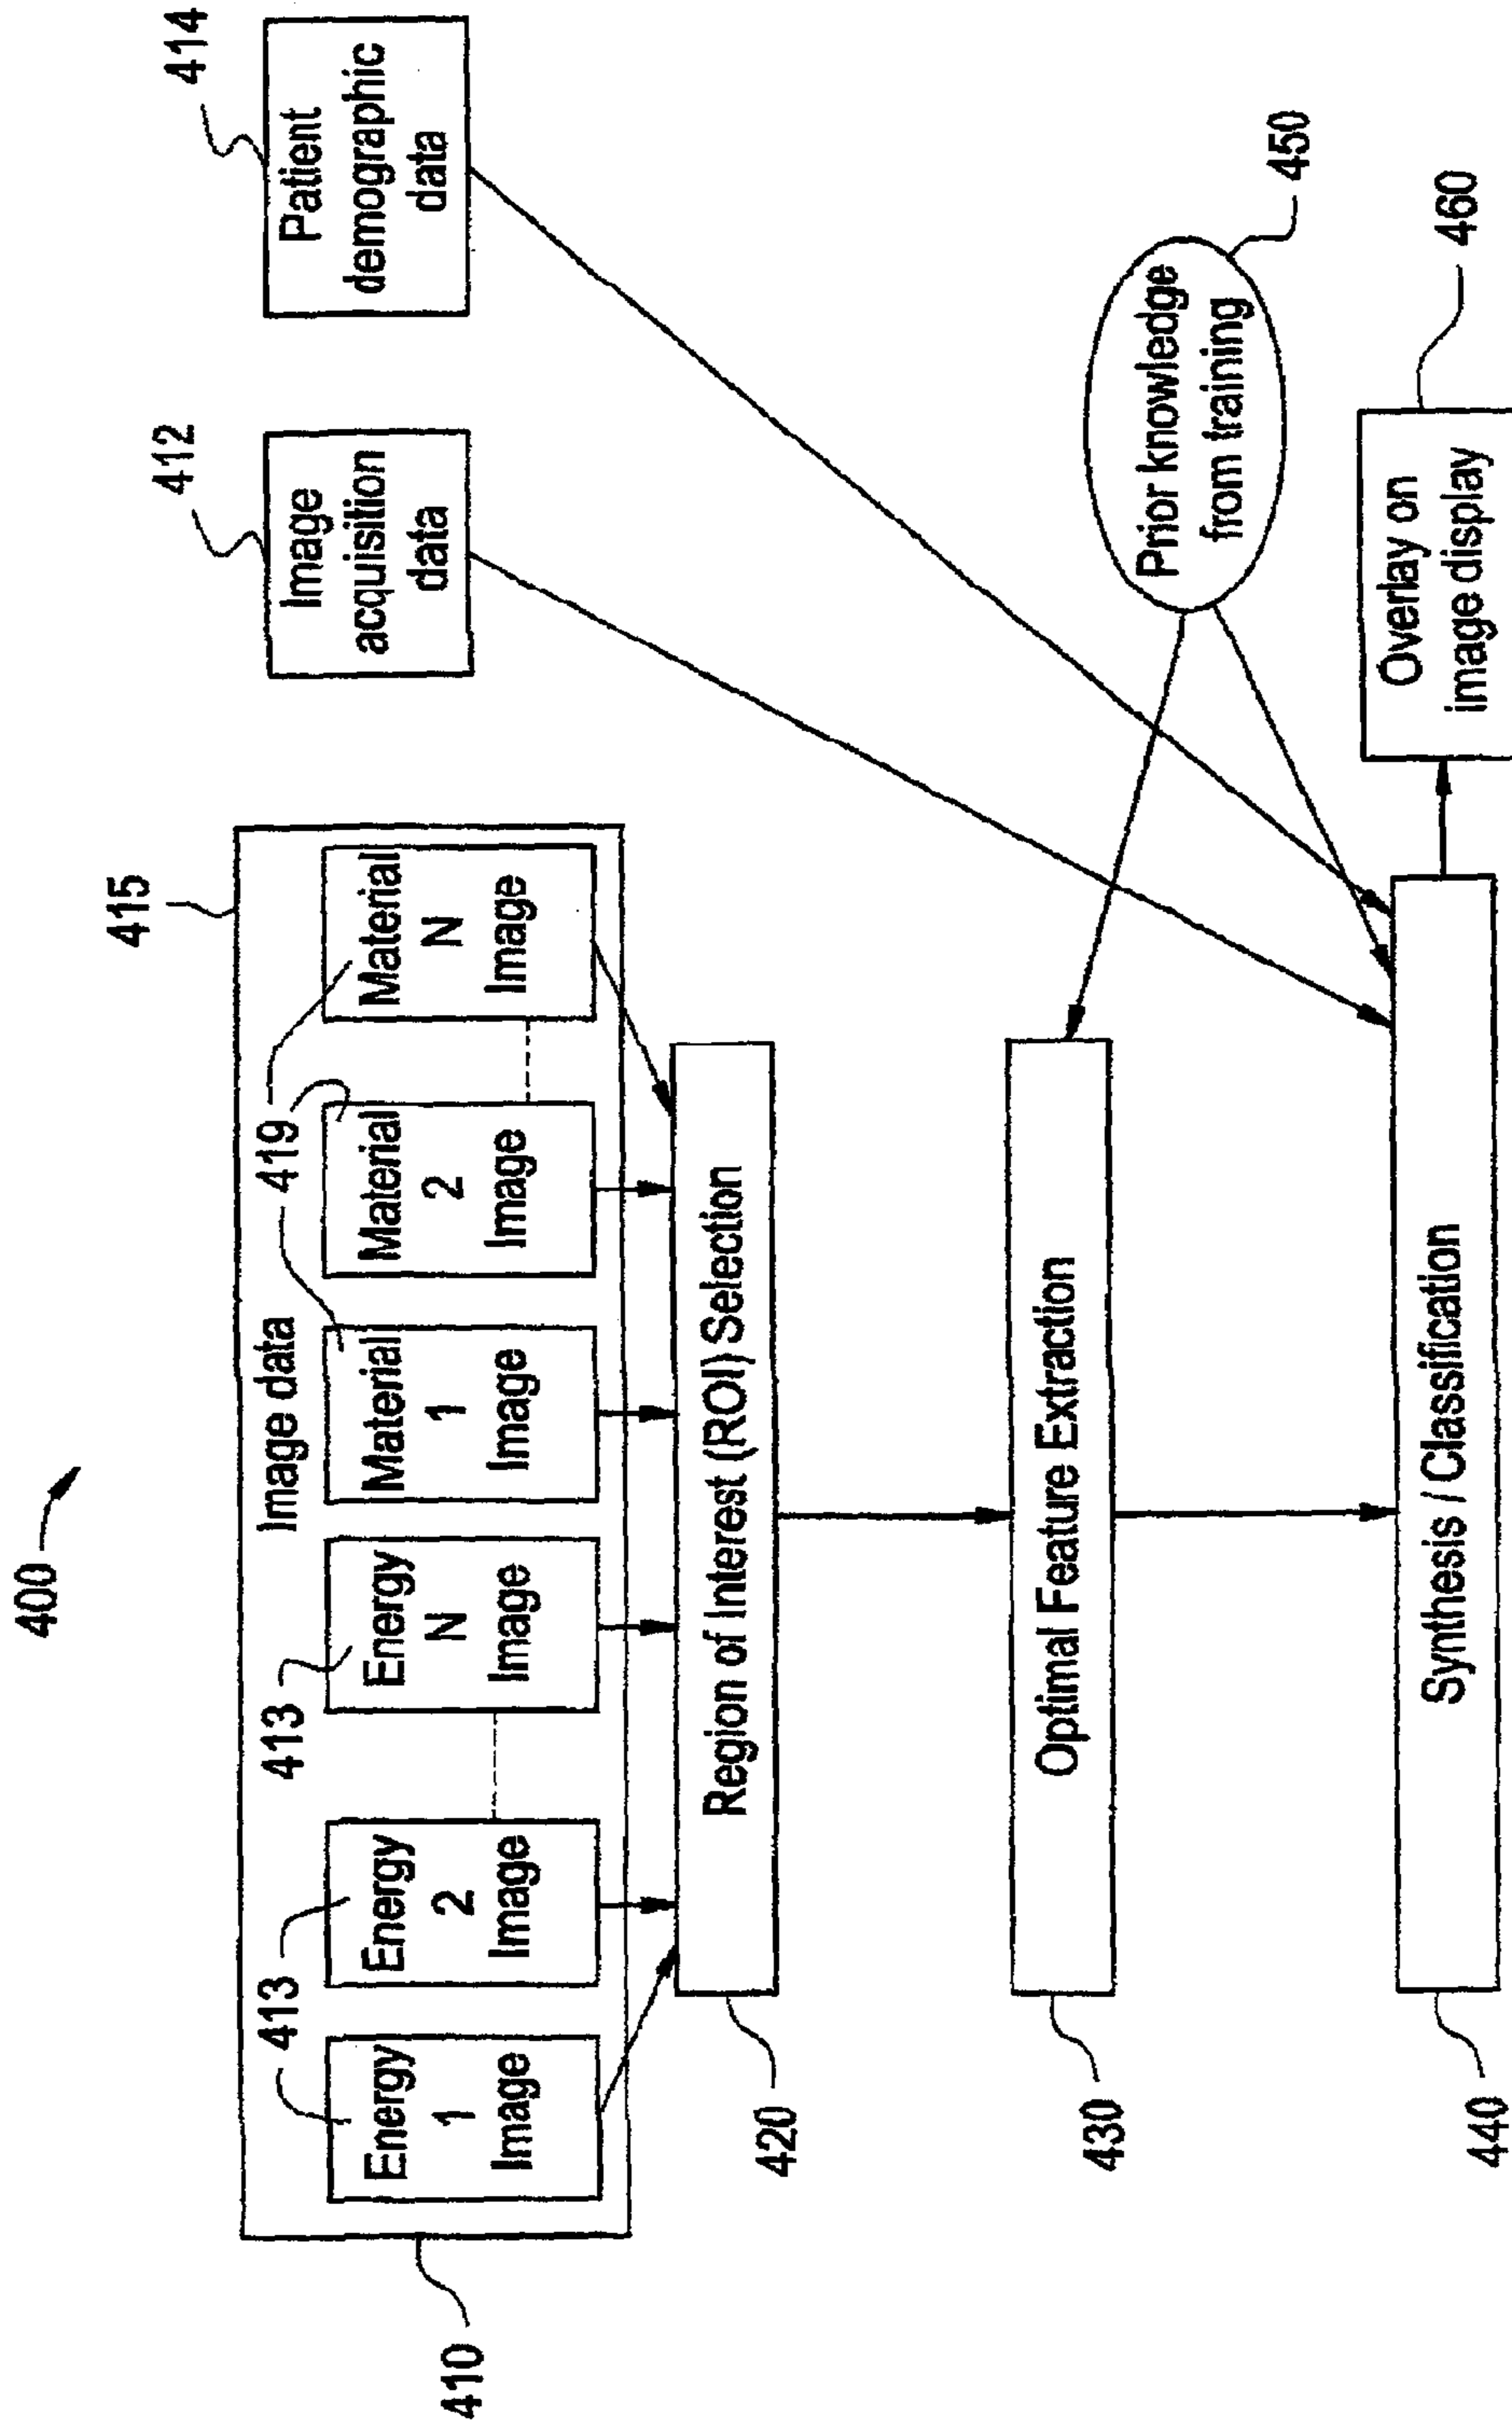 400
415
412
414
Image data
413
413
419
Energy
1
Image
Energy
2
Image
Energy
N
Image
Material
1
Image
Material
2
Image
Material
N
Image
Image
acquisition
data
Patient
demographic
data
410
Region of Interest (ROI) Selection
420
Optimal Feature Extraction
430
Prior knowledge
from training
450
Synthesis / Classification
440
Overlay on
image display
460